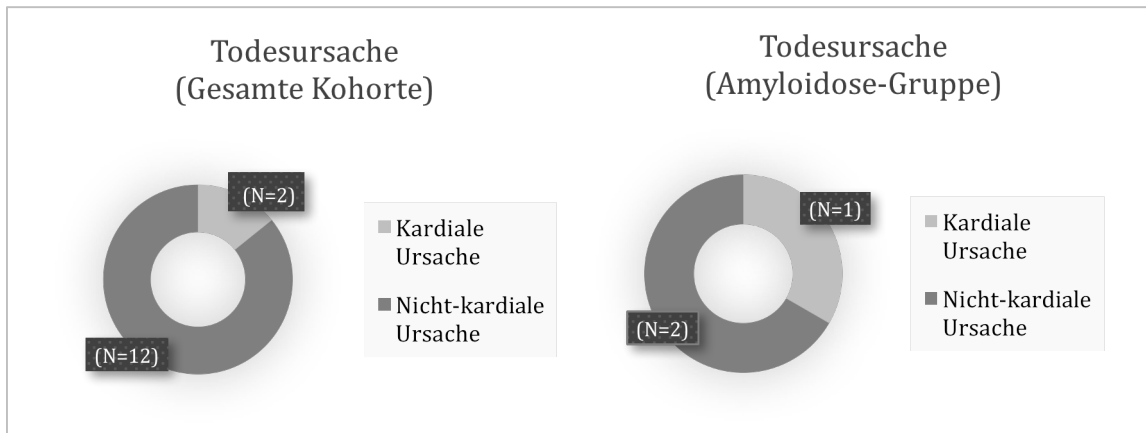 Todesursache
(Gesamte Kohorte)
(N=2)
(N=12)
Kardiale
Ursache
Nicht-kardiale
Ursache
Todesursache
(Amyloidose-Gruppe)
(N=1)
(N=2)
Kardiale
Ursache
Nicht-kardiale
Ursache